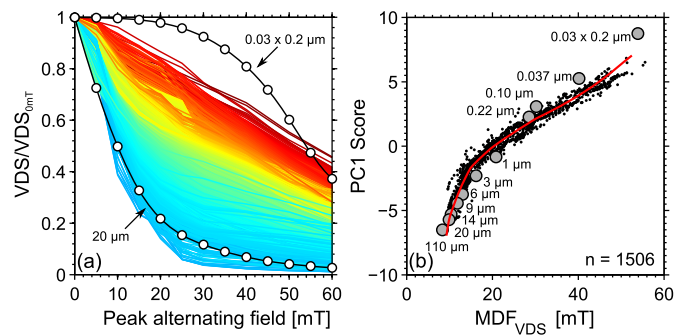 1
0.8
0.6
0.4
0.2
0
VDS/VDS0mT
0.03 x 0.2 μm
20 μm
(a)
0 10 20 30 40 50 60
Peak alternating field [mT]
10
5
0
−5
−10
PC1 Score
0.03 x 0.2 μm
0.037 μm
0.10 μm
0.22 μm
1 μm
3 μm
6 μm
9 μm
14 μm
20 μm
110 μm
(b)
n = 1506
0 20 40 60
MDFVDS [mT]